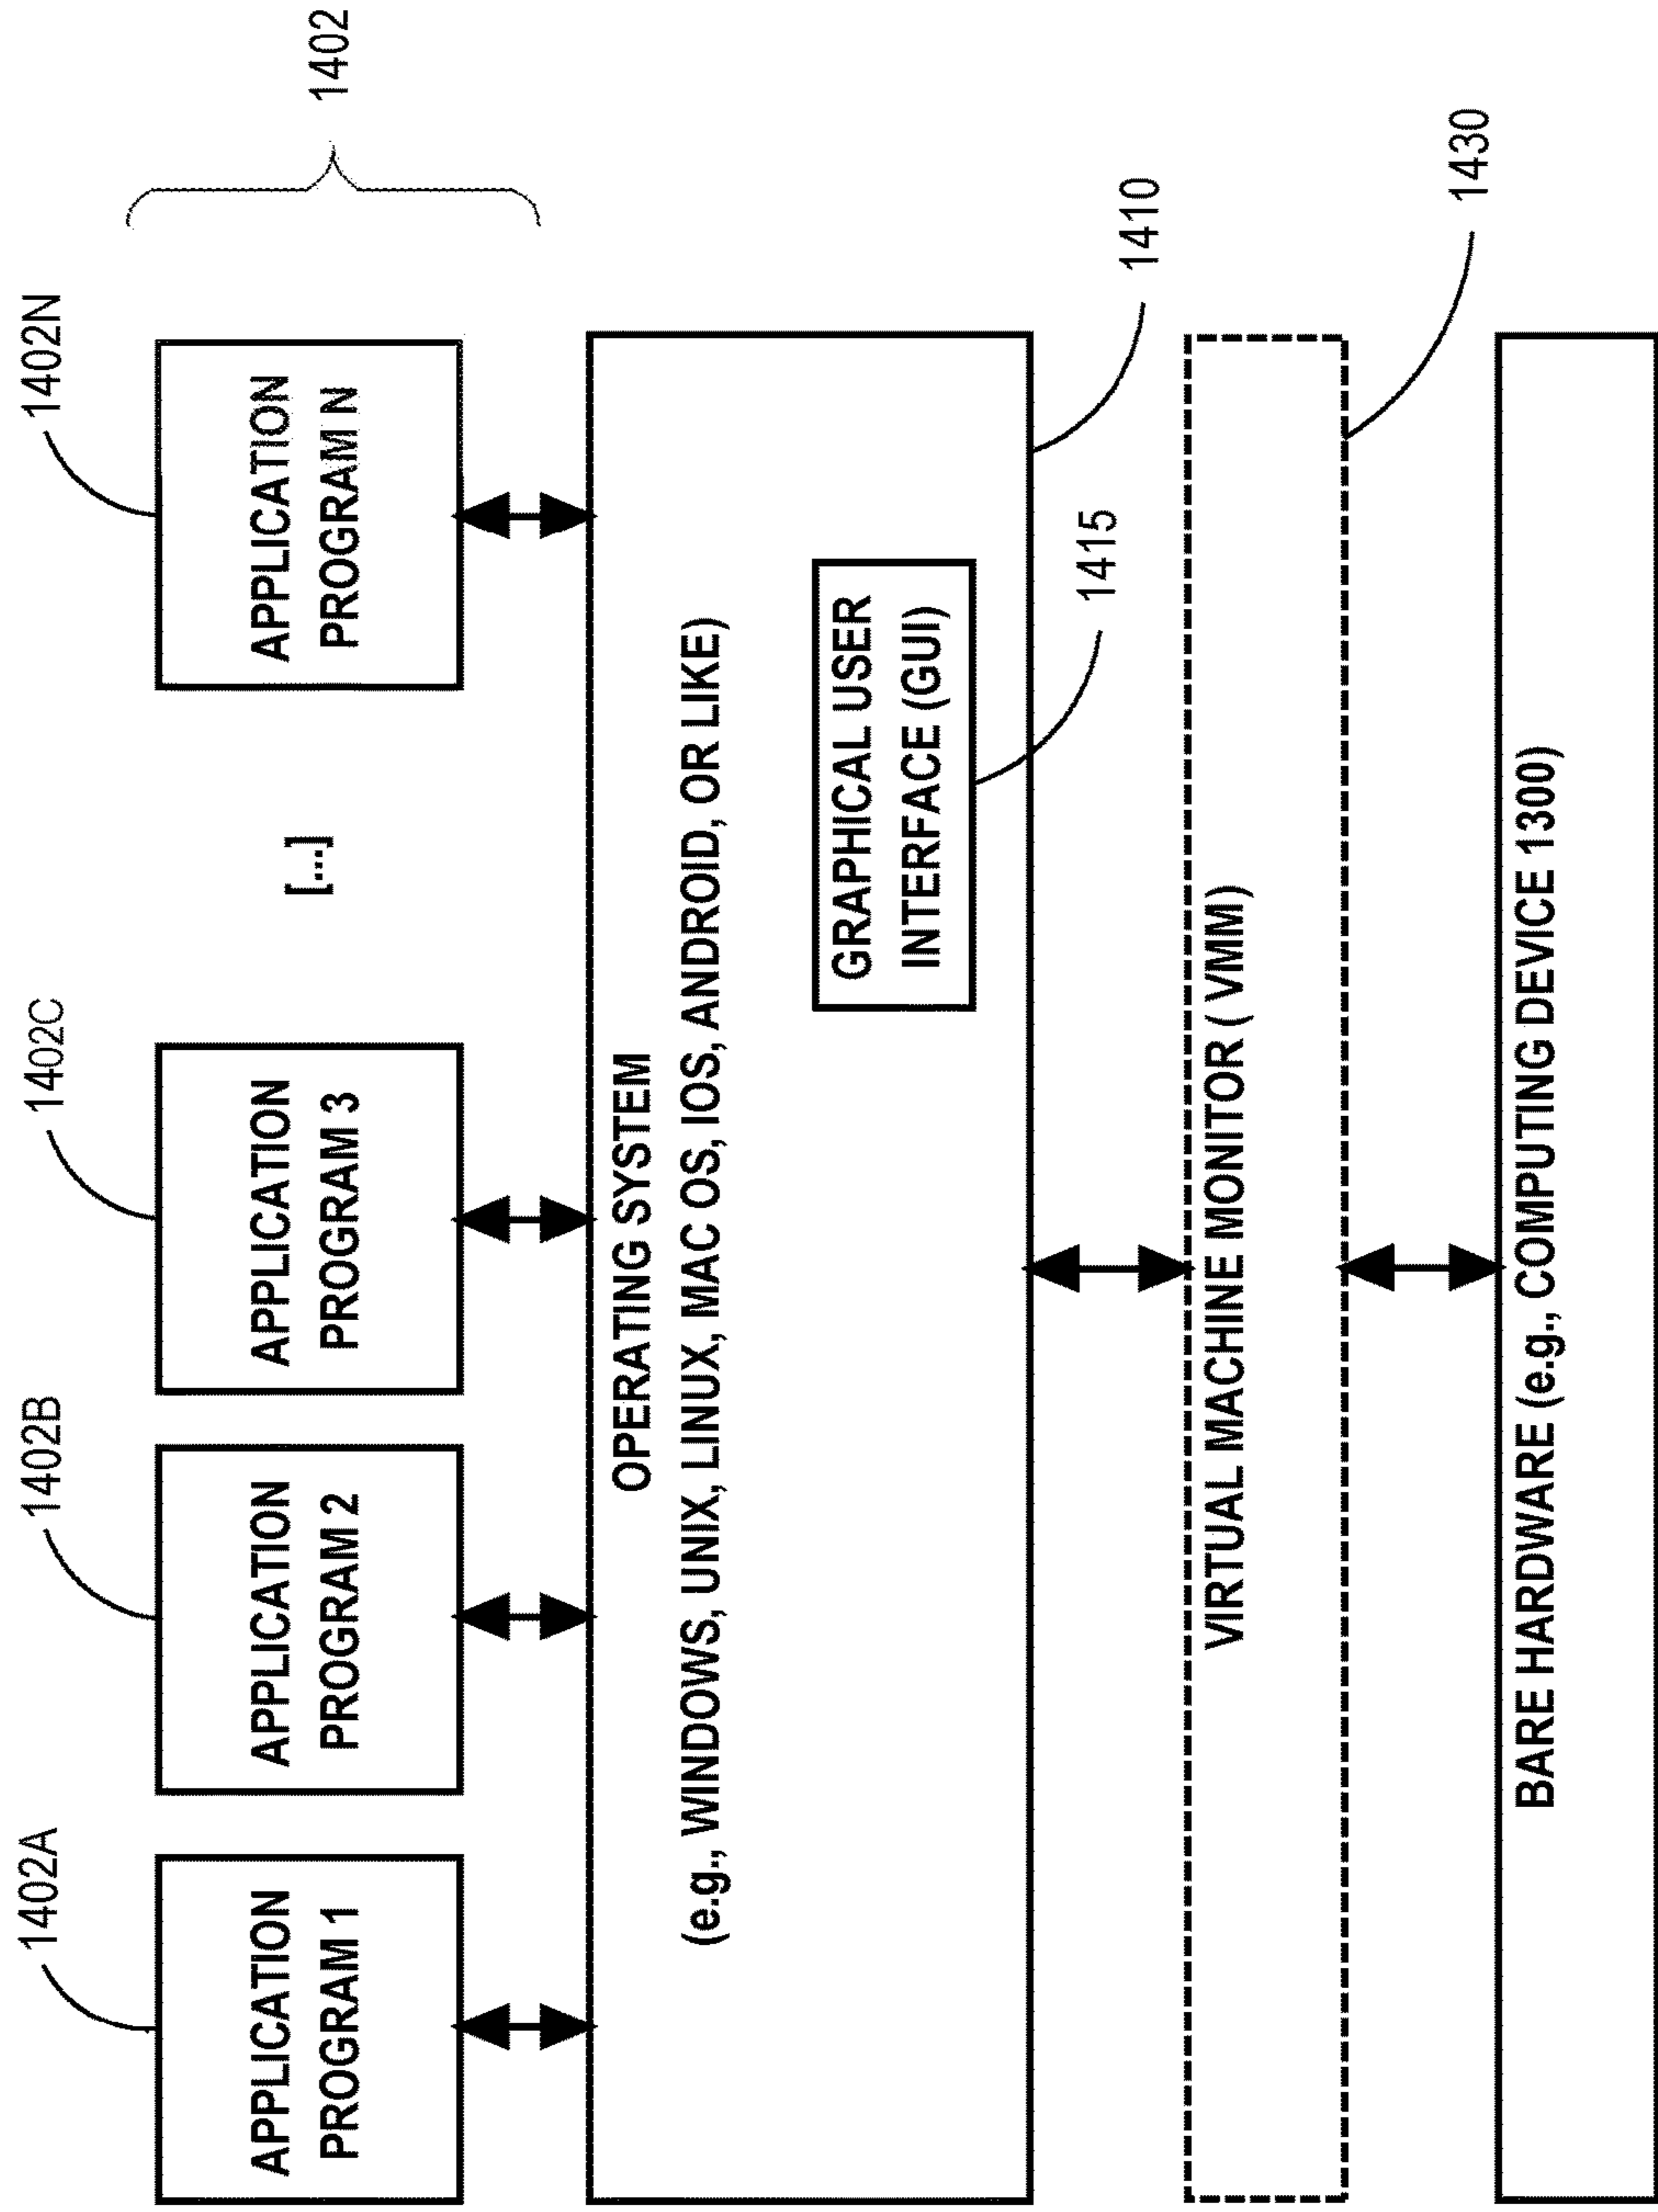 1402A
1402B
1402C
1402N
APPLICATION
PROGRAM 1
APPLICATION
PROGRAM 2
APPLICATION
PROGRAM 3
[...]
APPLICATION
PROGRAM N
1402
OPERATING SYSTEM
(e.g., WINDOWS, UNIX, LINUX, MAC OS, IOS, ANDROID, OR LIKE)
GRAPHICAL USER
INTERFACE (GUI)
1415
1410
VIRTUAL MACHINE MONITOR ( VMM)
1430
BARE HARDWARE (e.g., COMPUTING DEVICE 1300)